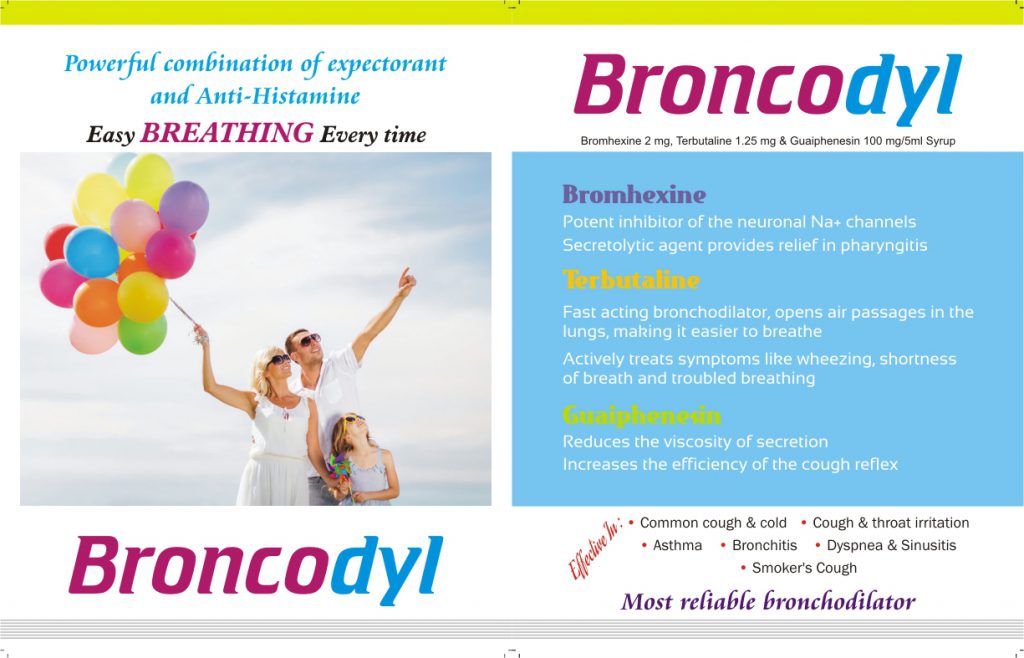 Powerful combination of expectorant
and Anti-Histamine
Easy BREATHING Every time
Broncodyl
Broncodyl
Bromhexine 2 mg, Terbutaline 1.25 mg & Guaiphenesin 100 mg/5ml Syrup
Bromhexine
Potent inhibitor of the neuronal Na+ channels
Secretolytic agent provides relief in pharyngitis
Terbutaline
Fast acting bronchodilator, opens air passages in the
lungs, making it easier to breathe
Actively treats symptoms like wheezing, shortness
of breath and troubled breathing
Guaiphenesin
Reduces the viscosity of secretion
Increases the efficiency of the cough reflex
Effective In:
• Common cough & cold • Cough & throat irritation
• Asthma • Bronchitis • Dyspnea & Sinusitis
• Smoker's Cough
Most reliable bronchodilator